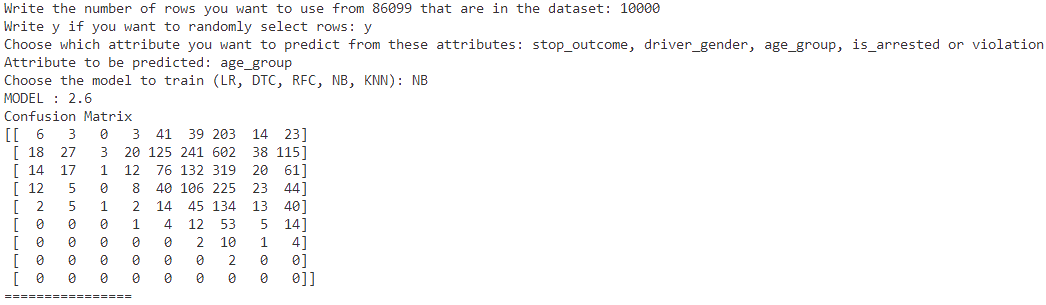 Write the number of rows you want to use from 86099 that are in the dataset: 10000
Write y if you want to randomly select rows: y
Choose which attribute you want to predict from these attributes: stop_outcome, driver_gender, age_group, is_arrested or violation
Attribute to be predicted: age_group
Choose the model to train (LR, DTC, RFC, NB, KNN): NB
MODEL : 2.6
Confusion Matrix
[[  6   3   0   3  41  39 203  14  23]
 [ 18  27   3  20 125 241 602  38 115]
 [ 14  17   1  12  76 132 319  20  61]
 [ 12   5   0   8  40 106 225  23  44]
 [  2   5   1   2  14  45 134  13  40]
 [  0   0   0   1   4  12  53   5  14]
 [  0   0   0   0   0   2  10   1   4]
 [  0   0   0   0   0   0   2   0   0]
 [  0   0   0   0   0   0   0   0   0]]
================